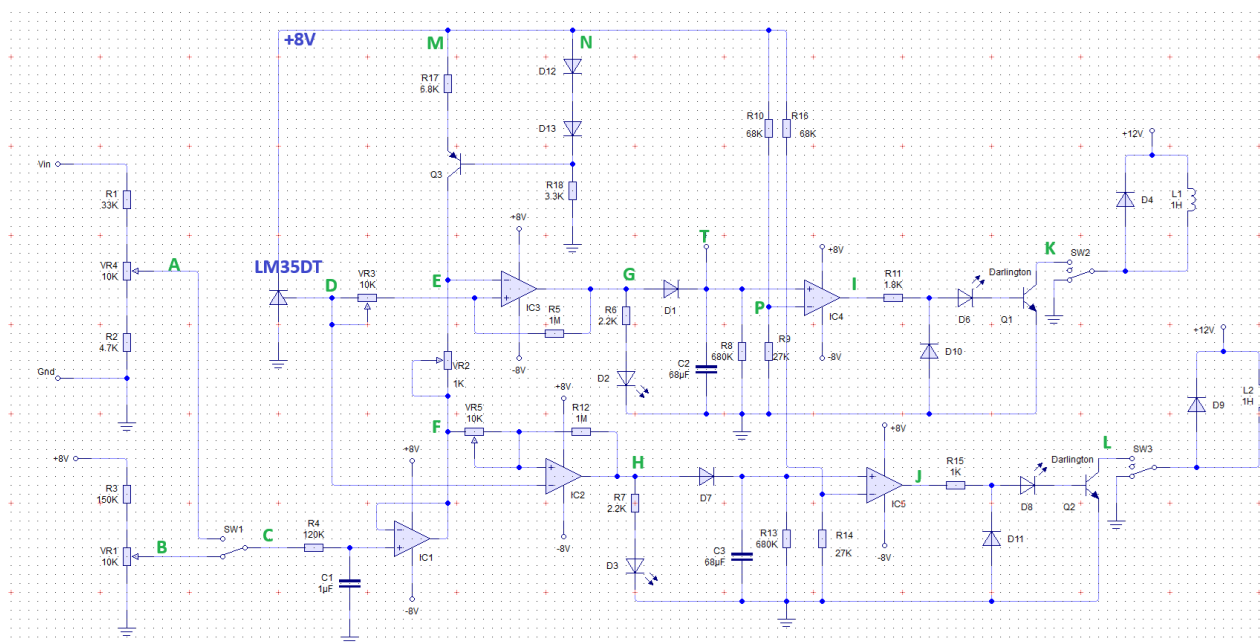 +8V
M
N
R17
6.8K
D12
D13
Q3
R18
3.3K
R10
68K
R16
68K
+12V
D4
L1
1H
Vin
R1
33K
VR4
10K
A
R2
4.7K
Gnd
LM35DT
D
VR3
10K
E
+8V
IC3
-8V
R5
1M
G
R6
2.2K
D2
D1
T
P
C2
68µF
R8
680K
R9
27K
+8V
IC4
-8V
I
R11
1.8K
D6
D10
Darlington
Q1
K
SW2
VR2
1K
F
VR5
10K
+8V
R12
1M
IC2
-8V
H
R7
2.2K
D3
D7
C3
68µF
R13
680K
R14
27K
+8V
IC5
-8V
J
R15
1K
D8
D11
Darlington
Q2
L
SW3
+12V
D9
L2
1H
+8V
R3
150K
VR1
10K
B
SW1
C
R4
120K
C1
1µF
+8V
IC1
-8V